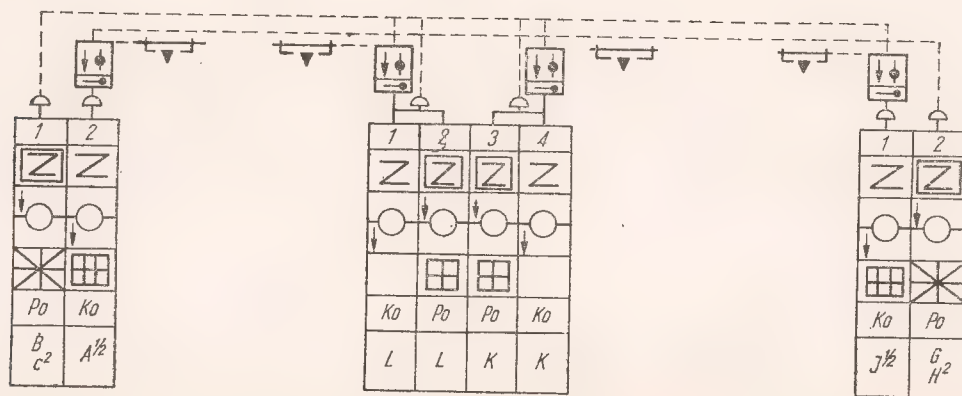 1 2
Po Ko
B A½
c²
1 2 3 4
Ko Po Po Ko
L L K K
1 2
Ko Po
J½ G
H²